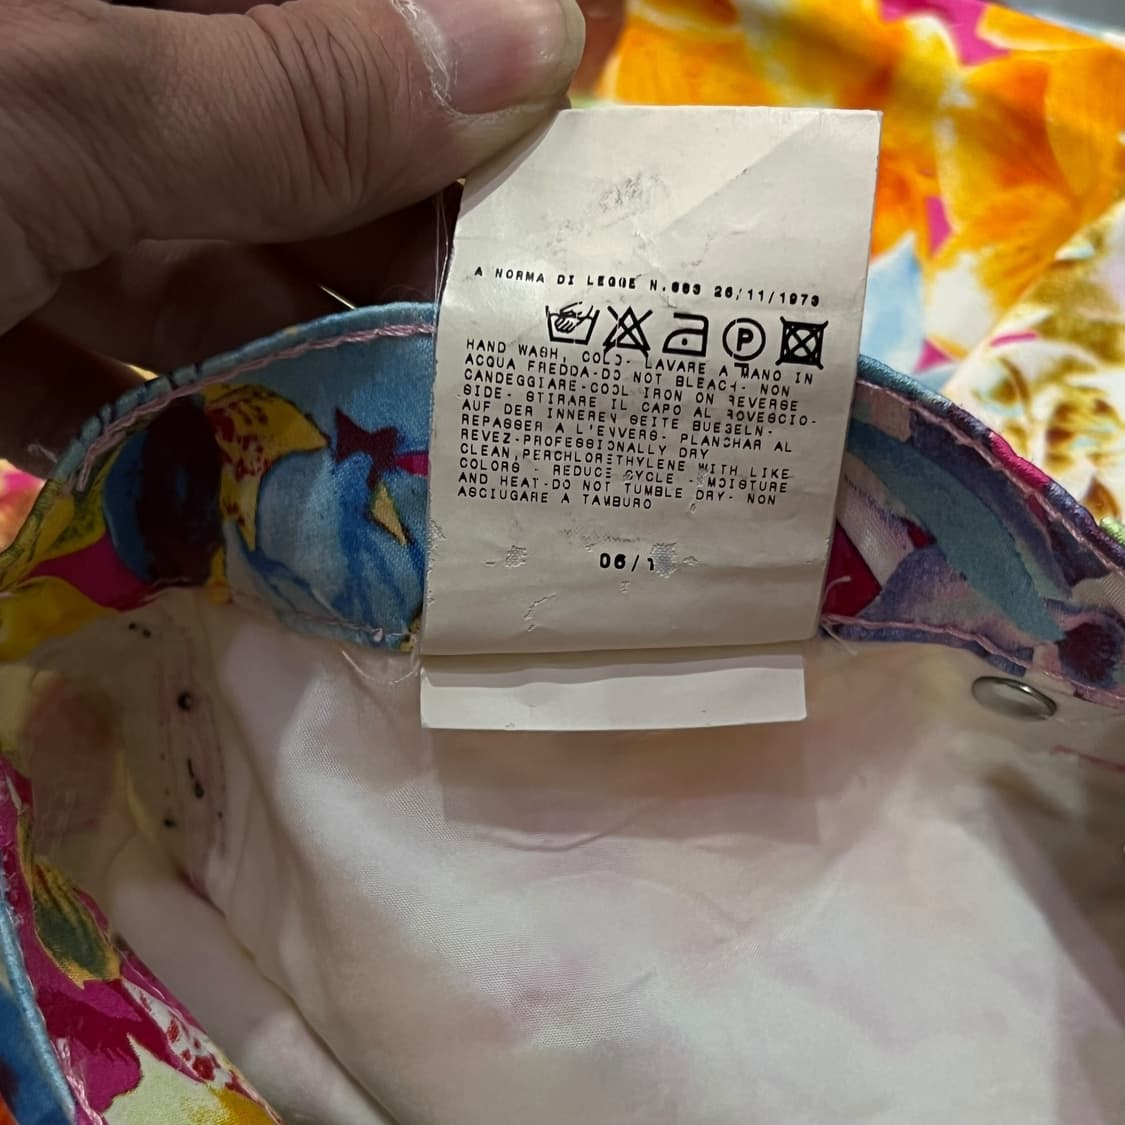 A NORMA DI LEGGE N.883 26/11/1973
P
HAND WASH, COLD- LAVARE A MANO IN
ACQUA FREDDA-DO NOT BLEACH- NON
CANDEGGIARE-COOL IRON ON REVERSE
SIDE- STIRARE IL CAPO AL ROVESCIO-
AUF DER INNEREN SEITE BUEGELN-
REPASSER A L'ENVERS- PLANCHAR AL
REVEZ-PROFESSIONALLY DRY
CLEAN,PERCHLORETHYLENE WITH LIKE
COLORS - REDUCE CYCLE - MOISTURE
AND HEAT-DO NOT TUMBLE DRY- NON
ASCIUGARE A TAMBURO
06/1